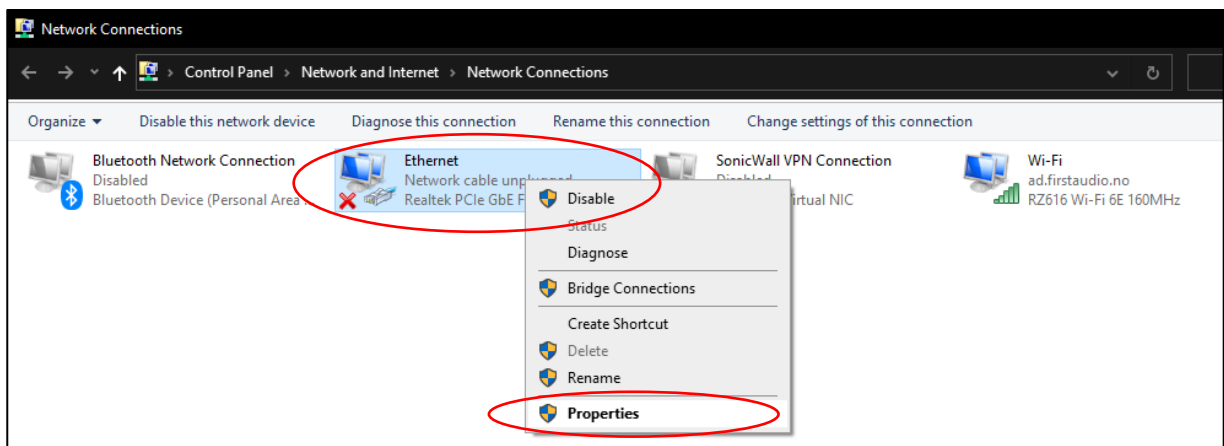 Network Connections
Control Panel > Network and Internet > Network Connections
Organize Disable this network device Diagnose this connection Rename this connection Change settings of this connection
Bluetooth Network Connection
Disabled
Bluetooth Device (Personal Area ...
Ethernet
Network cable unplugged
Realtek PCIe GbE F
SonicWall VPN Connection
Disabled
irtual NIC
Wi-Fi
ad.firstaudio.no
RZ616 Wi-Fi 6E 160MHz
Disable
Status
Diagnose
Bridge Connections
Create Shortcut
Delete
Rename
Properties